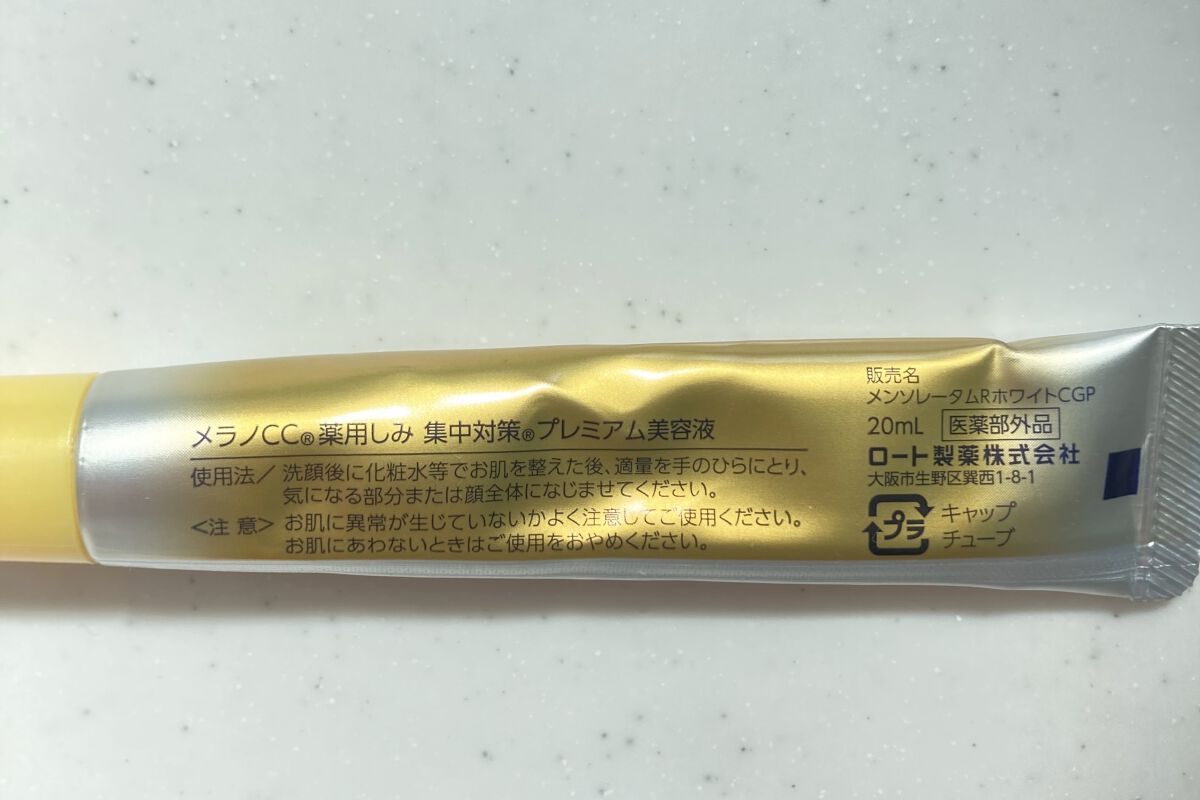 メラノCC®薬用しみ 集中対策®プレミアム美容液
使用法／洗顔後に化粧水等でお肌を整えた後、適量を手のひらにとり、
気になる部分または顔全体になじませてください。
<注 意> お肌に異常が生じていないかよく注意してご使用ください。
お肌にあわないときはご使用をおやめください。
販売名
メンソレータムRホワイトCGP
20mL 医薬部外品
ロート製薬株式会社
大阪市生野区巽西1-8-1
プラ キャップ
チューブ